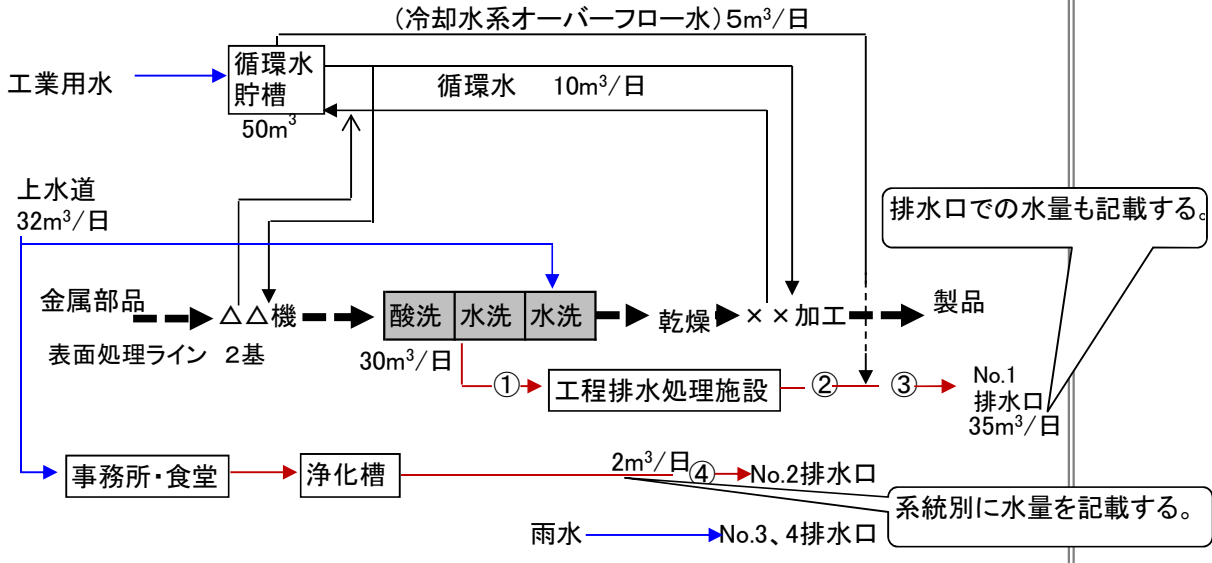 (冷却水系オーバーフロー水)5m³/日
工業用水
循環水
貯槽
50m³
循環水 10m³/日
上水道
32m³/日
排水口での水量も記載する。
金属部品
△△機
酸洗 水洗 水洗
乾燥
××加工
製品
表面処理ライン 2基
30m³/日
①
工程排水処理施設
②
③
No.1
排水口
35m³/日
事務所・食堂
浄化槽
2m³/日
④
No.2排水口
系統別に水量を記載する。
雨水
No.3、4排水口